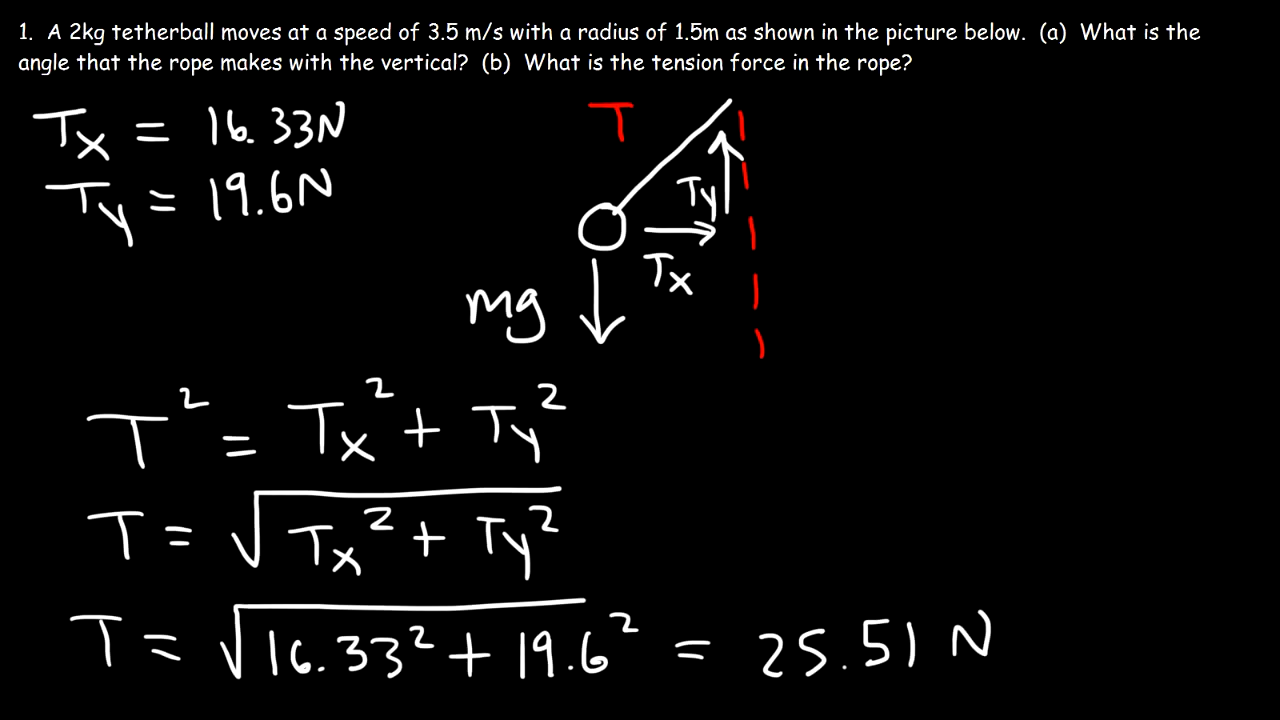 1. A 2kg tetherball moves at a speed of 3.5 m/s with a radius of 1.5m as shown in the picture below. (a) What is the
angle that the rope makes with the vertical? (b) What is the tension force in the rope?
Tx = 16.33N
Ty = 19.6N
T
Ty
Tx
mg
T² = Tx² + Ty²
T = √(Tx² + Ty²)
T = √(16.33² + 19.6²) = 25.51 N